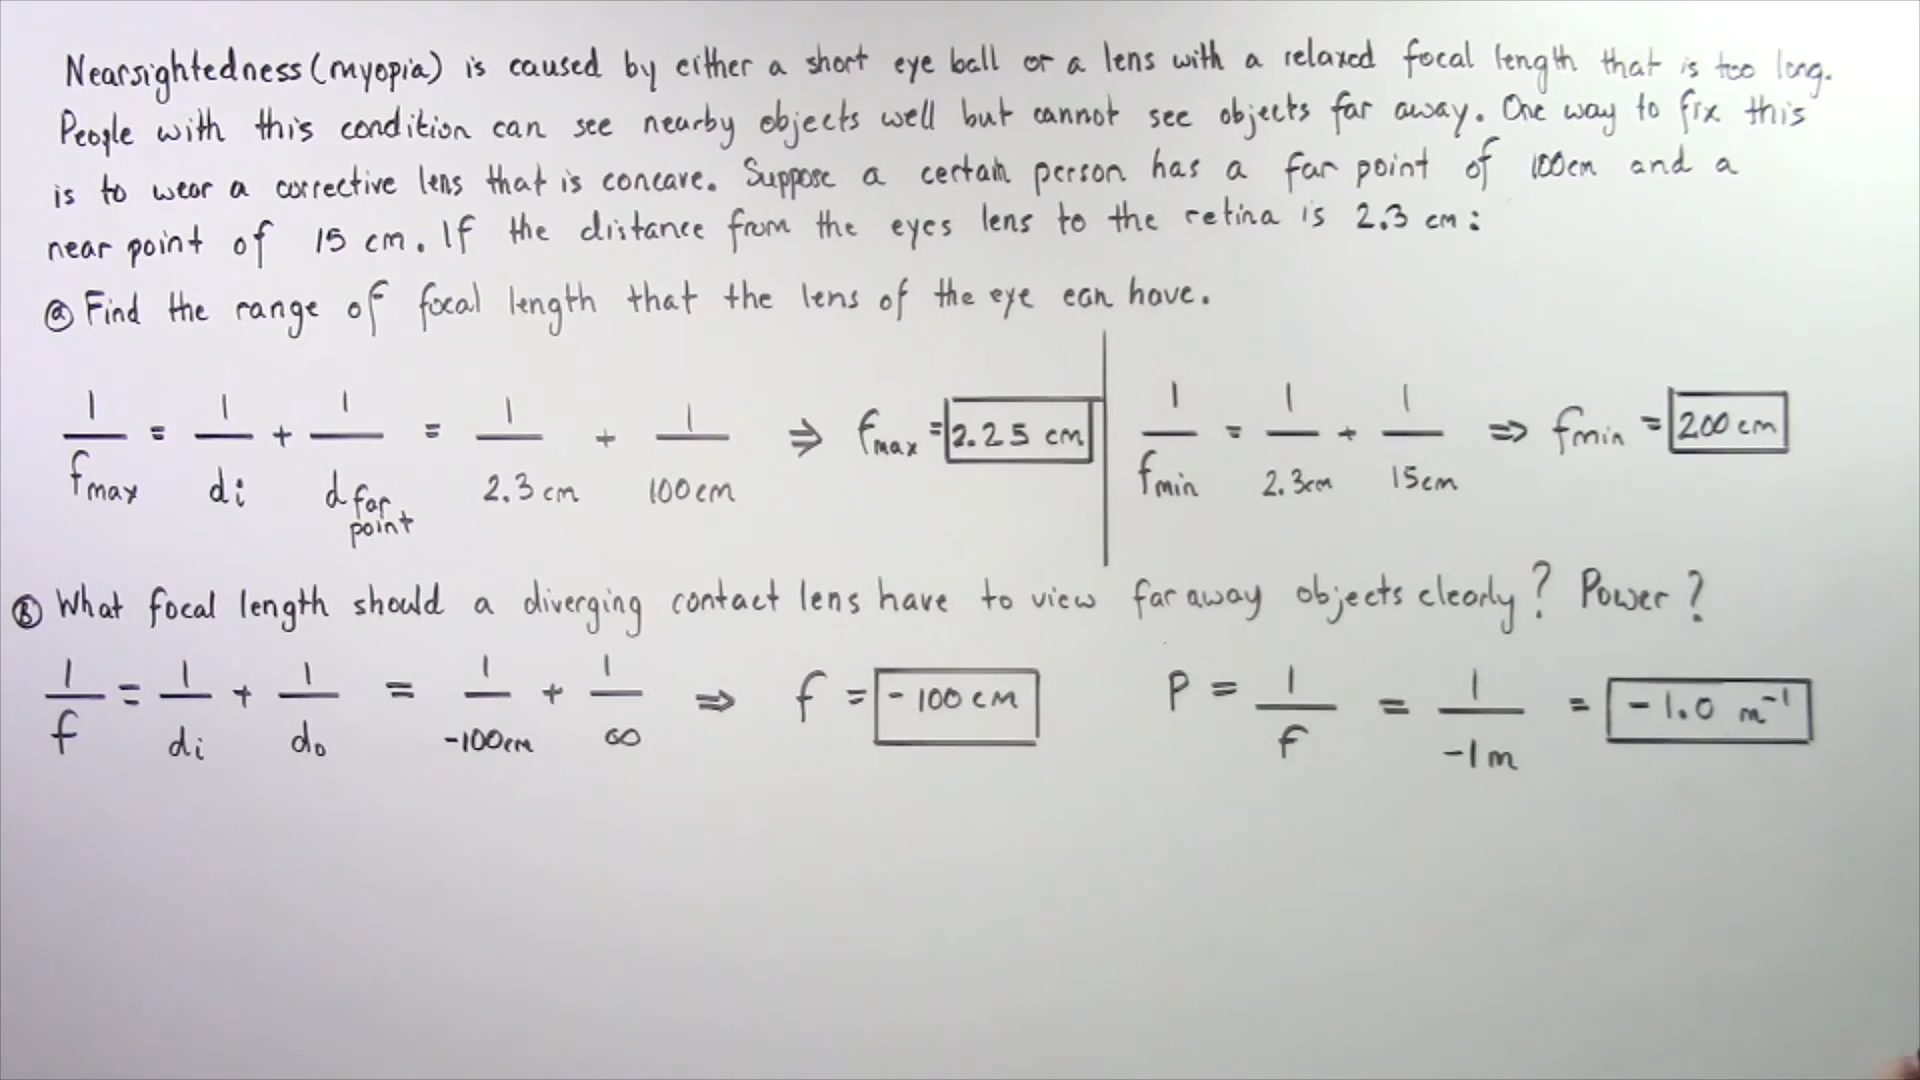 Nearsightedness (myopia) is caused by either a short eye ball or a lens with a relaxed focal length that is too long.
People with this condition can see nearby objects well but cannot see objects far away. One way to fix this
is to wear a corrective lens that is concave. Suppose a certain person has a far point of 100cm and a
near point of 15 cm. If the distance from the eyes lens to the retina is 2.3 cm:
ⓐ Find the range of focal length that the lens of the eye can have.
1/f max = 1/di + 1/d far point = 1/2.3 cm + 1/100cm ⇒ f max = 2.25 cm
1/f min = 1/2.3cm + 1/15cm ⇒ f min = 200 cm
Ⓑ What focal length should a diverging contact lens have to view far away objects clearly? Power?
1/f = 1/di + 1/do = 1/-100cm + 1/∞ ⇒ f = -100 cm
P = 1/f = 1/-1m = -1.0 m⁻¹